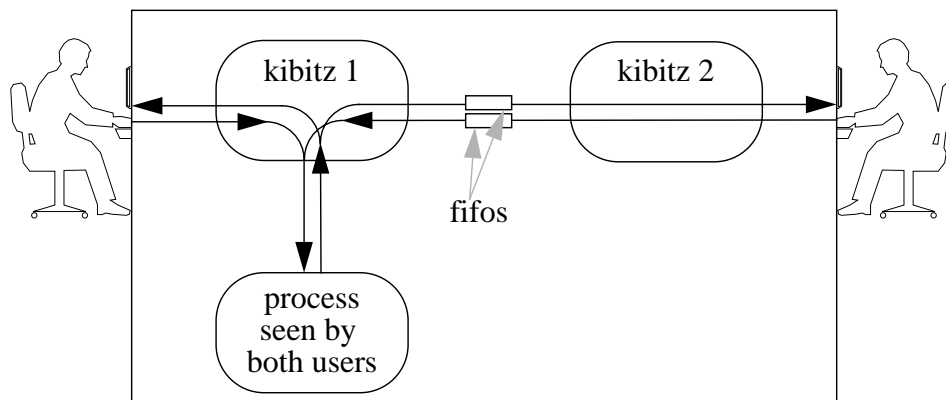 kibitz 1
kibitz 2
fifos
process
seen by
both users